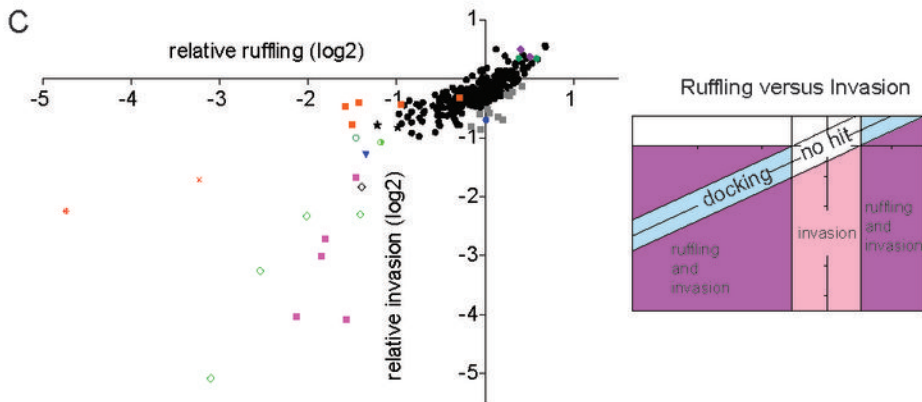 C
relative ruffling (log2)
1
-5
-4
-3
-2
-1
1
-1
-2
-3
-4
-5
relative invasion (log2)
Ruffling versus Invasion
no hit
docking
ruffling
and
invasion
invasion
ruffling
and
invasion